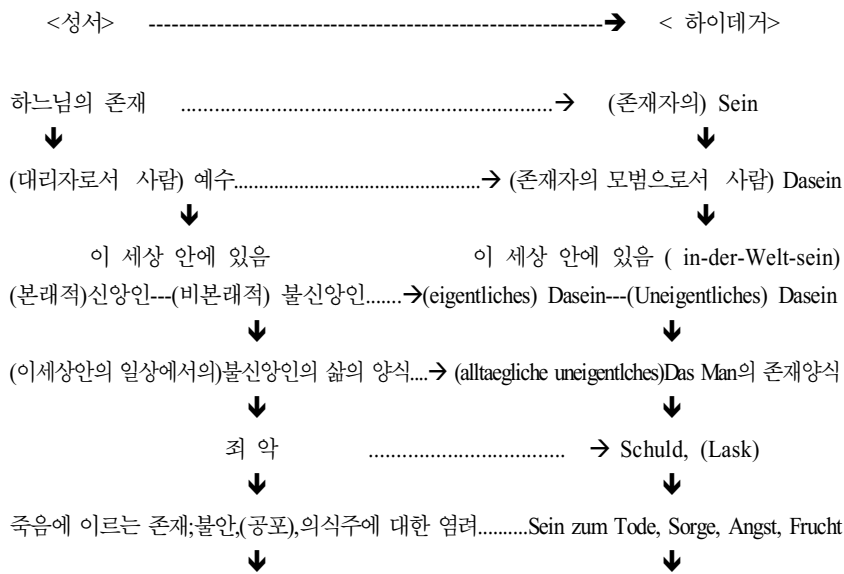 <성서> ------------------------------------------------------------→ < 하이데거>
하느님의 존재 ............................................................→ (존재자의) Sein
↓ ↓
(대리자로서 사람) 예수................................................→ (존재자의 모범으로서 사람) Dasein
↓ ↓
이 세상 안에 있음 이 세상 안에 있음 ( in-der-Welt-sein)
(본래적)신앙인---(비본래적) 불신앙인.......→(eigentliches) Dasein---(Uneigentliches) Dasein
↓ ↓
(이세상안의 일상에서의)불신앙인의 삶의 양식....→ (alltaegliche uneigentlches)Das Man의 존재양식
↓ ↓
죄 악 ................................. → Schuld, (Lask)
↓ ↓
죽음에 이르는 존재;불안,(공포),의식주에 대한 염려..........Sein zum Tode, Sorge, Angst, Frucht
↓ ↓